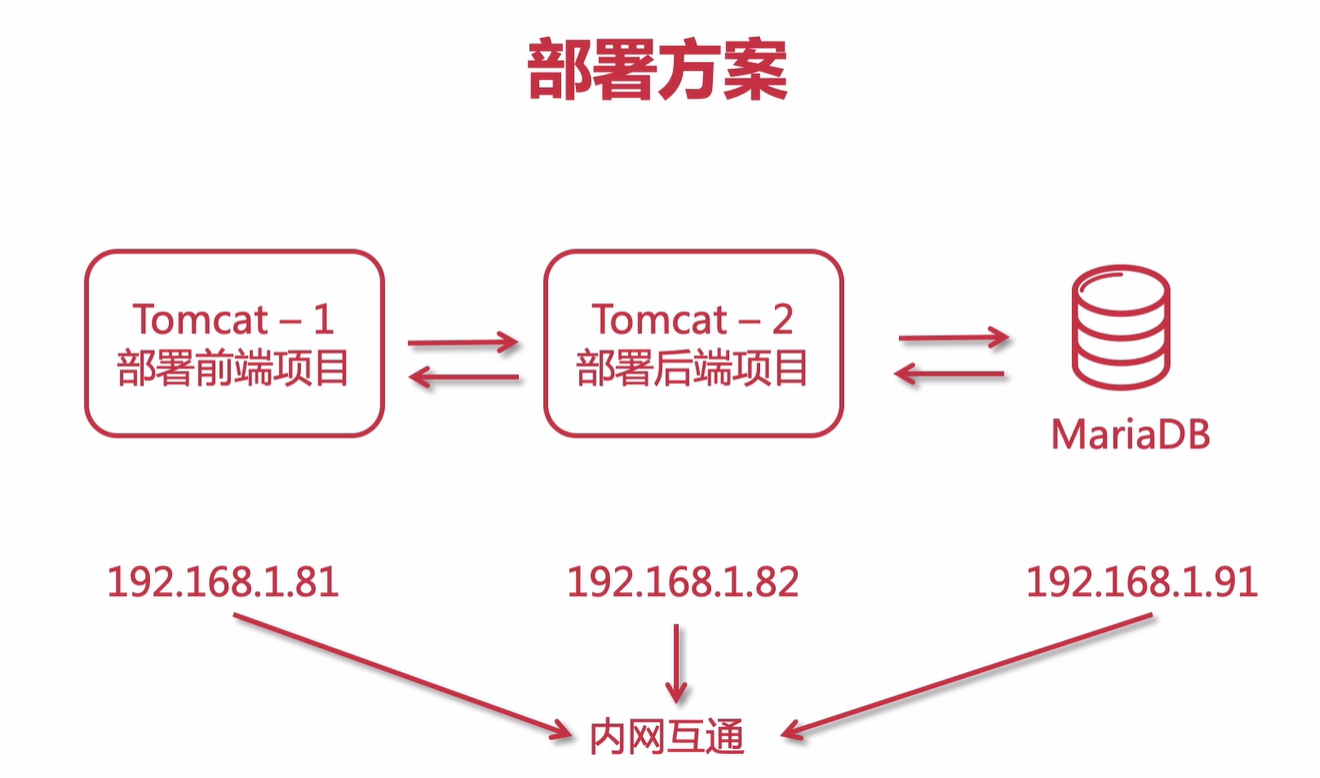 部署方案
Tomcat – 1
部署前端项目
Tomcat – 2
部署后端项目
MariaDB
192.168.1.81
192.168.1.82
192.168.1.91
内网互通